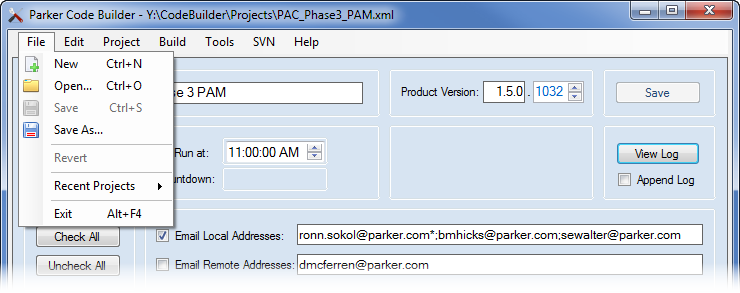 Parker Code Builder - Y:\CodeBuilder\Projects\PAC_Phase3_PAM.xml
File Edit Project Build Tools SVN Help
New Ctrl+N
Open... Ctrl+O
Save Ctrl+S
Save As...
Revert
Recent Projects
Exit Alt+F4
3 PAM
Product Version: 1.5.0 . 1032
Save
Run at: 11:00:00 AM
View Log
Append Log
Check All
Email Local Addresses: ronn.sokol@parker.com*;bmhicks@parker.com;sewalter@parker.com
Uncheck All
Email Remote Addresses: dmcferren@parker.com